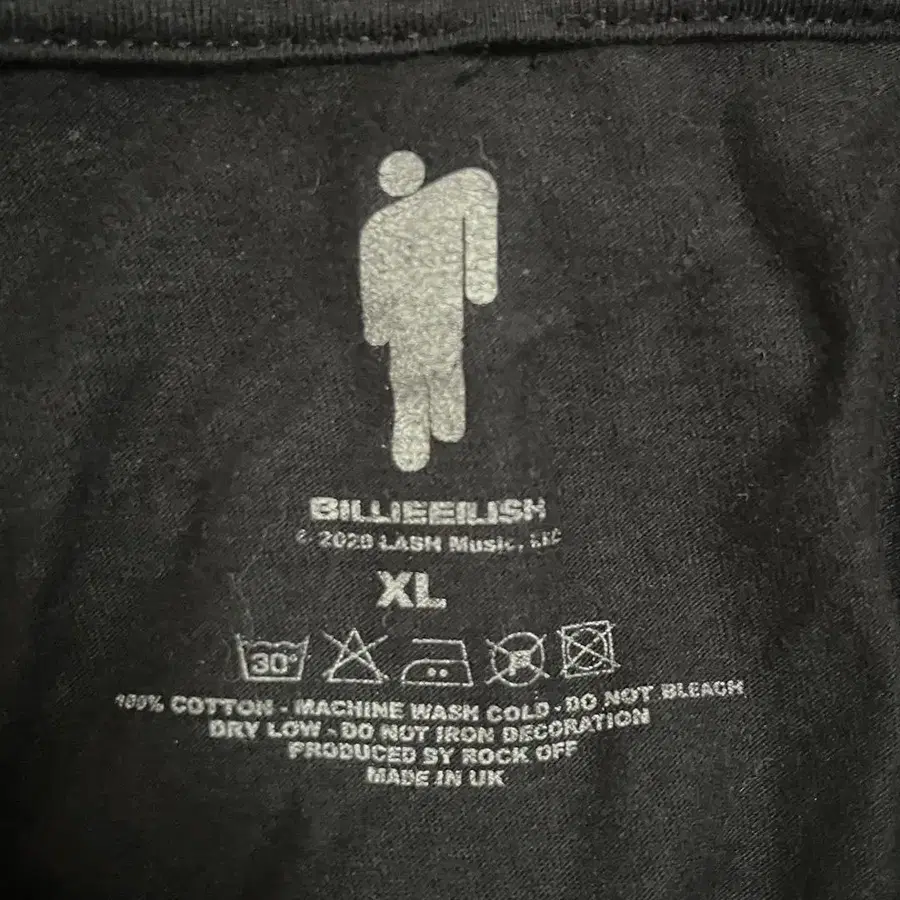 BILLIEEILISH
© 2020 LASH Music, LLC
XL
30°
100% COTTON - MACHINE WASH COLD - DO NOT BLEACH
DRY LOW - DO NOT IRON DECORATION
PRODUCED BY ROCK OFF
MADE IN UK